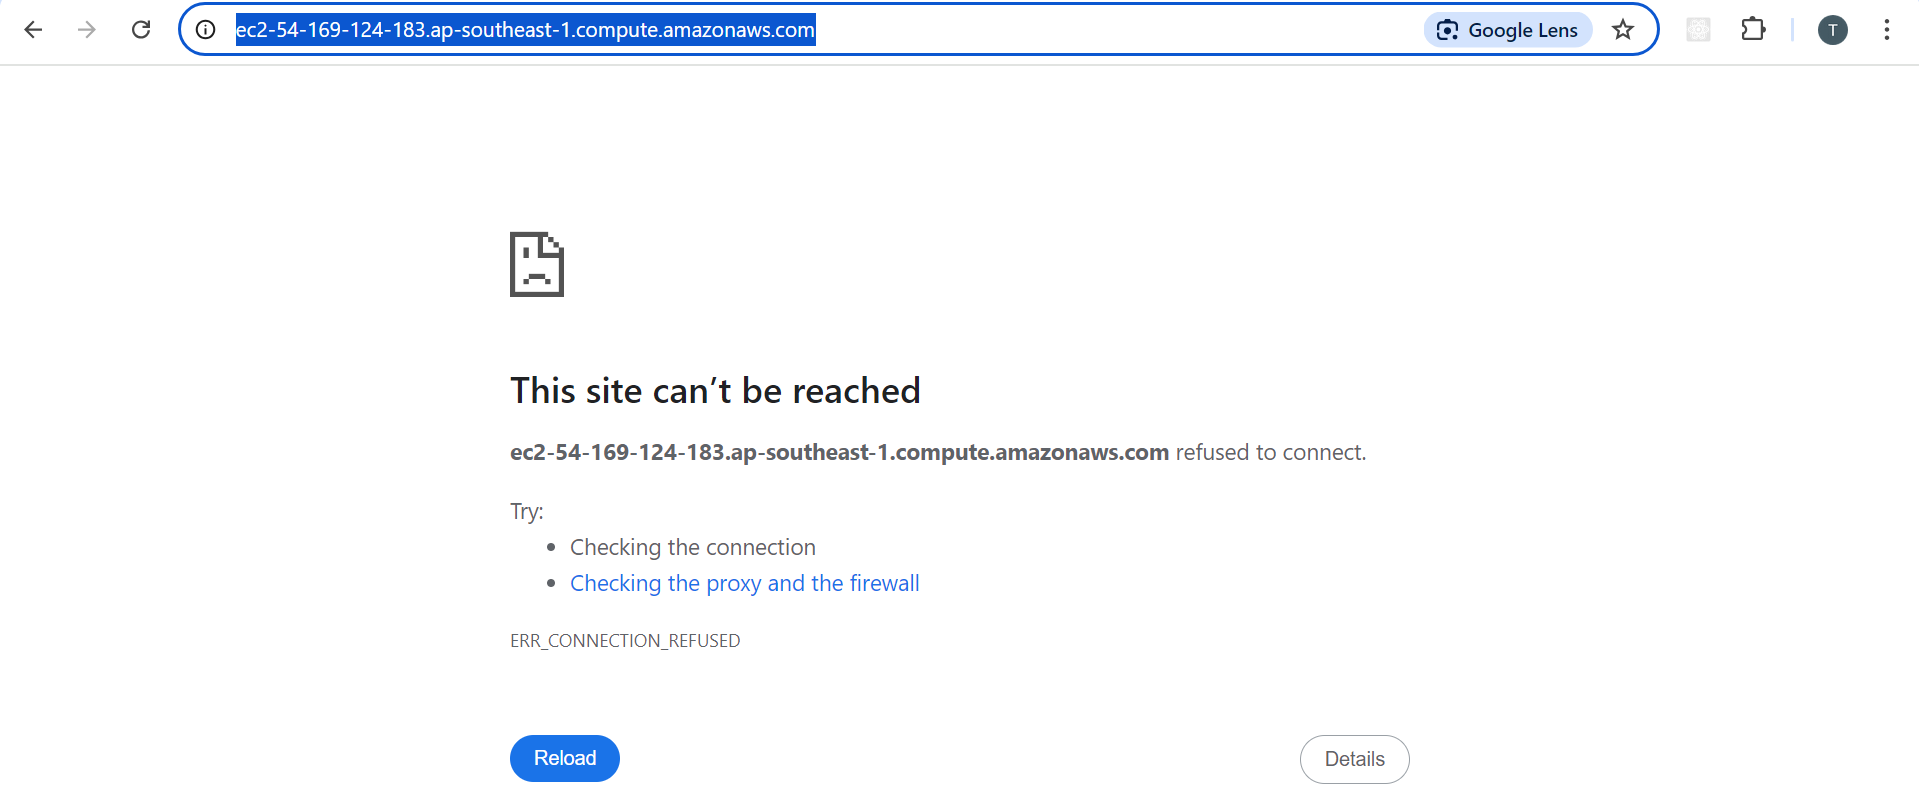 ec2-54-169-124-183.ap-southeast-1.compute.amazonaws.com
Google Lens
T
This site can’t be reached
ec2-54-169-124-183.ap-southeast-1.compute.amazonaws.com refused to connect.
Try:
Checking the connection
Checking the proxy and the firewall
ERR_CONNECTION_REFUSED
Reload
Details